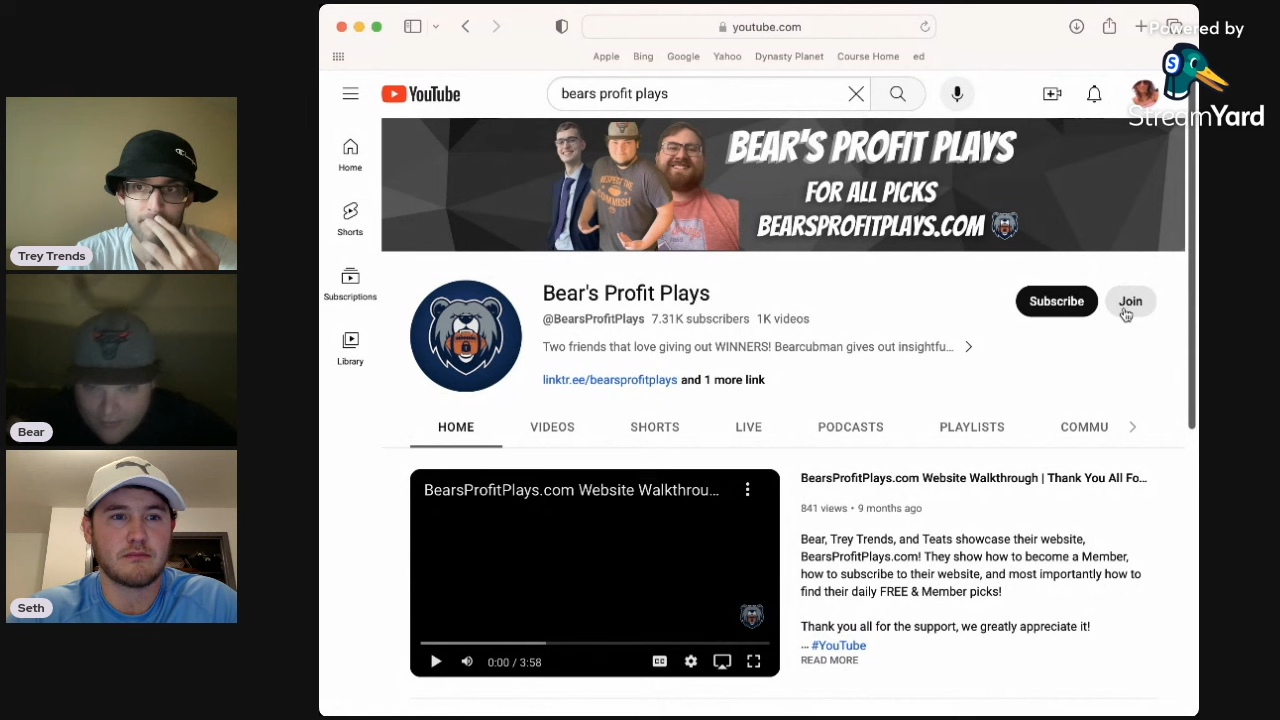 Powered by
StreamYard
youtube.com
Apple Bing Google Yahoo Dynasty Planet Course Home ed
YouTube
bears profit plays
BEAR'S PROFIT PLAYS
FOR ALL PICKS
BEARSPROFITPLAYS.COM
Home
Shorts
Subscriptions
Library
Trey Trends
Bear
Seth
Bear's Profit Plays
@BearsProfitPlays 7.31K subscribers 1K videos
Two friends that love giving out WINNERS! Bearcubman gives out insightfu...
linktr.ee/bearsprofitplays and 1 more link
Subscribe
Join
HOME VIDEOS SHORTS LIVE PODCASTS PLAYLISTS COMMU
BearsProfitPlays.com Website Walkthrou...
0:00 / 3:58
BearsProfitPlays.com Website Walkthrough | Thank You All Fo...
841 views • 9 months ago
Bear, Trey Trends, and Teats showcase their website,
BearsProfitPlays.com! They show how to become a Member,
how to subscribe to their website, and most importantly how to
find their daily FREE & Member picks!
Thank you all for the support, we greatly appreciate it!
... #YouTube
READ MORE